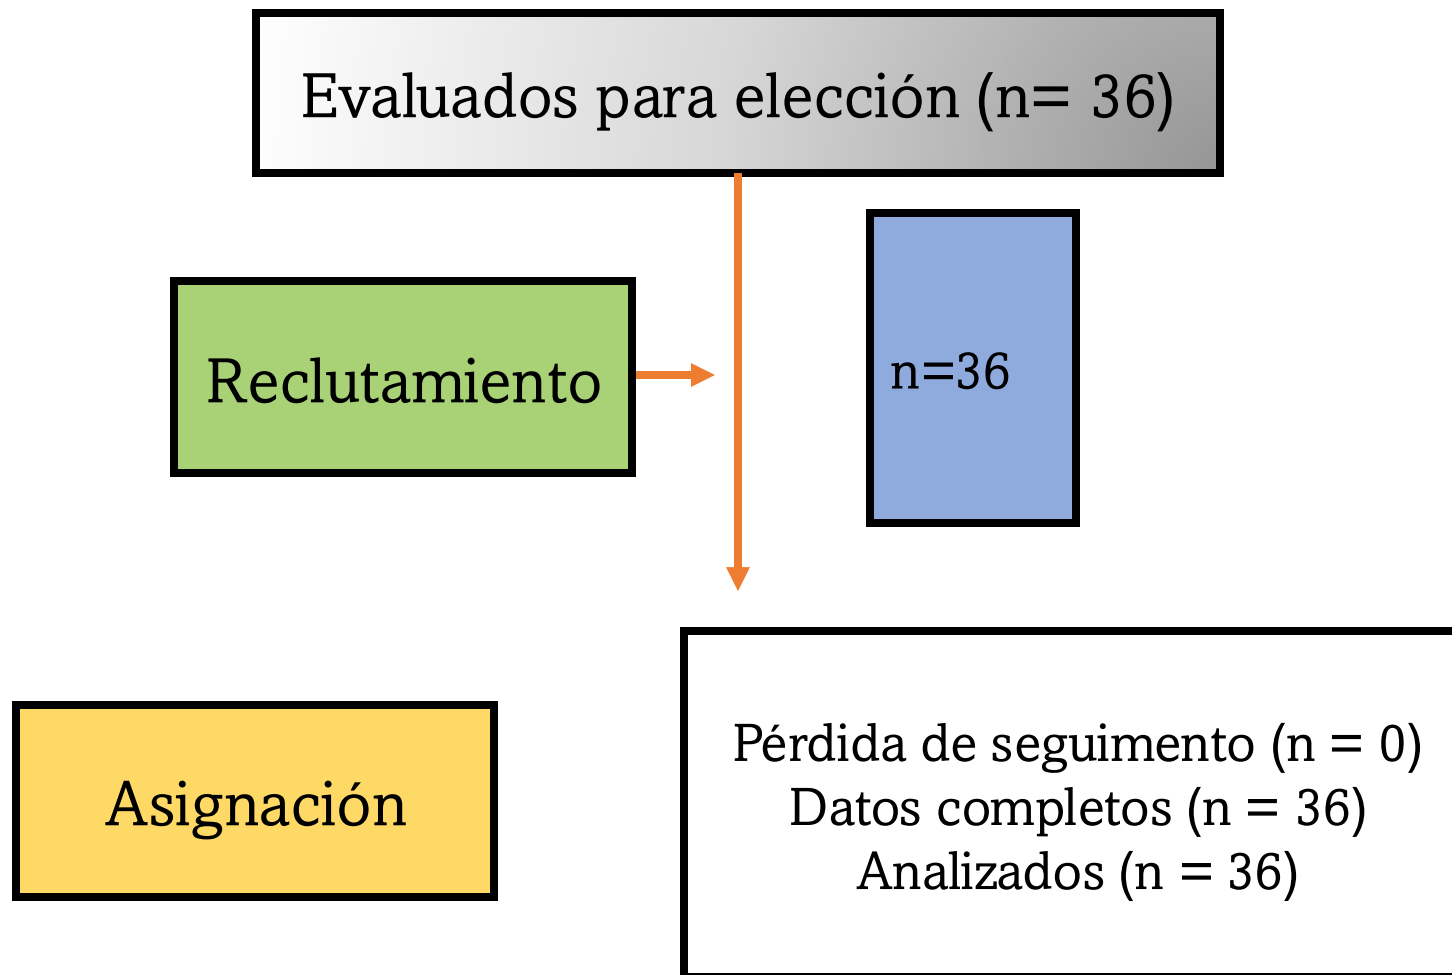 Evaluados para elección (n= 36)
Reclutamiento
n=36
Asignación
Pérdida de seguimento (n = 0)
Datos completos (n = 36)
Analizados (n = 36)